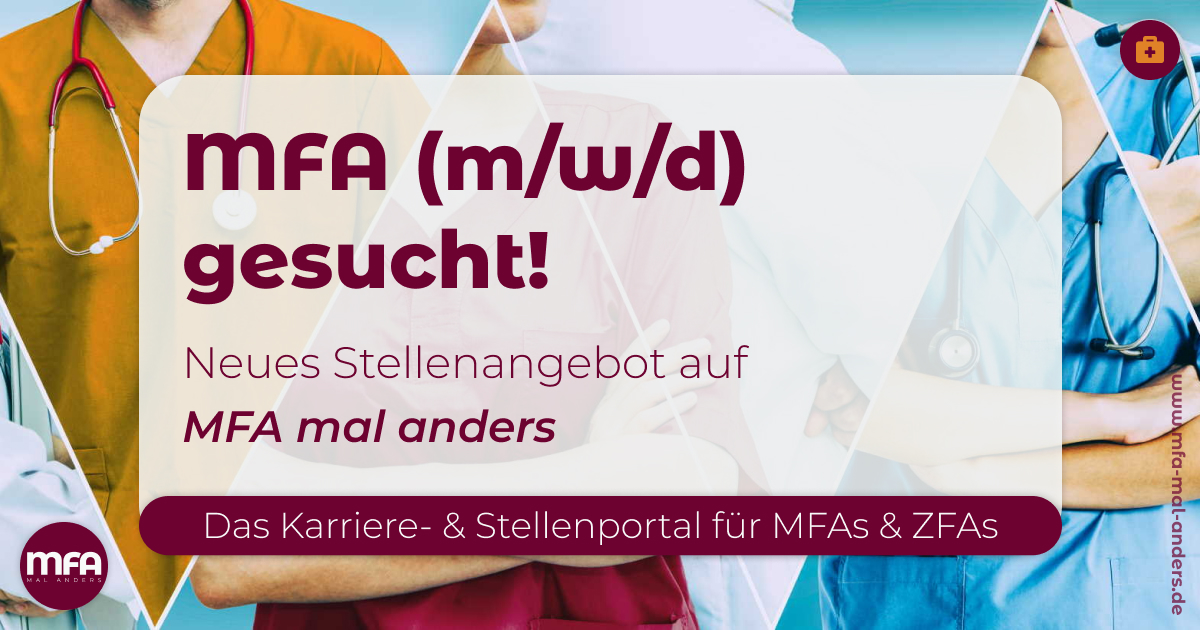 MFA (m/w/d)
gesucht!
Neues Stellenangebot auf
MFA mal anders
Das Karriere- & Stellenportal für MFAs & ZFAs
MFA
MAL ANDERS
www.mfa-mal-anders.de